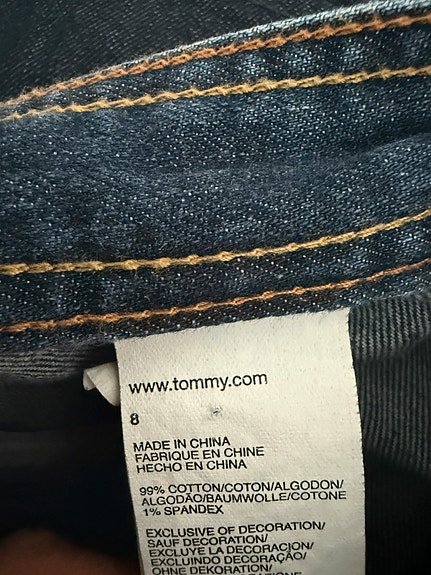 www.tommy.com
8
MADE IN CHINA
FABRIQUE EN CHINE
HECHO EN CHINA
99% COTTON/COTON/ALGODON/
ALGODÃO/BAUMWOLLE/COTONE
1% SPANDEX
EXCLUSIVE OF DECORATION/
SAUF DECORATION/
EXCLUYE LA DECORACION/
EXCLUINDO DECORAÇÃO/
OHNE DEKORATION/